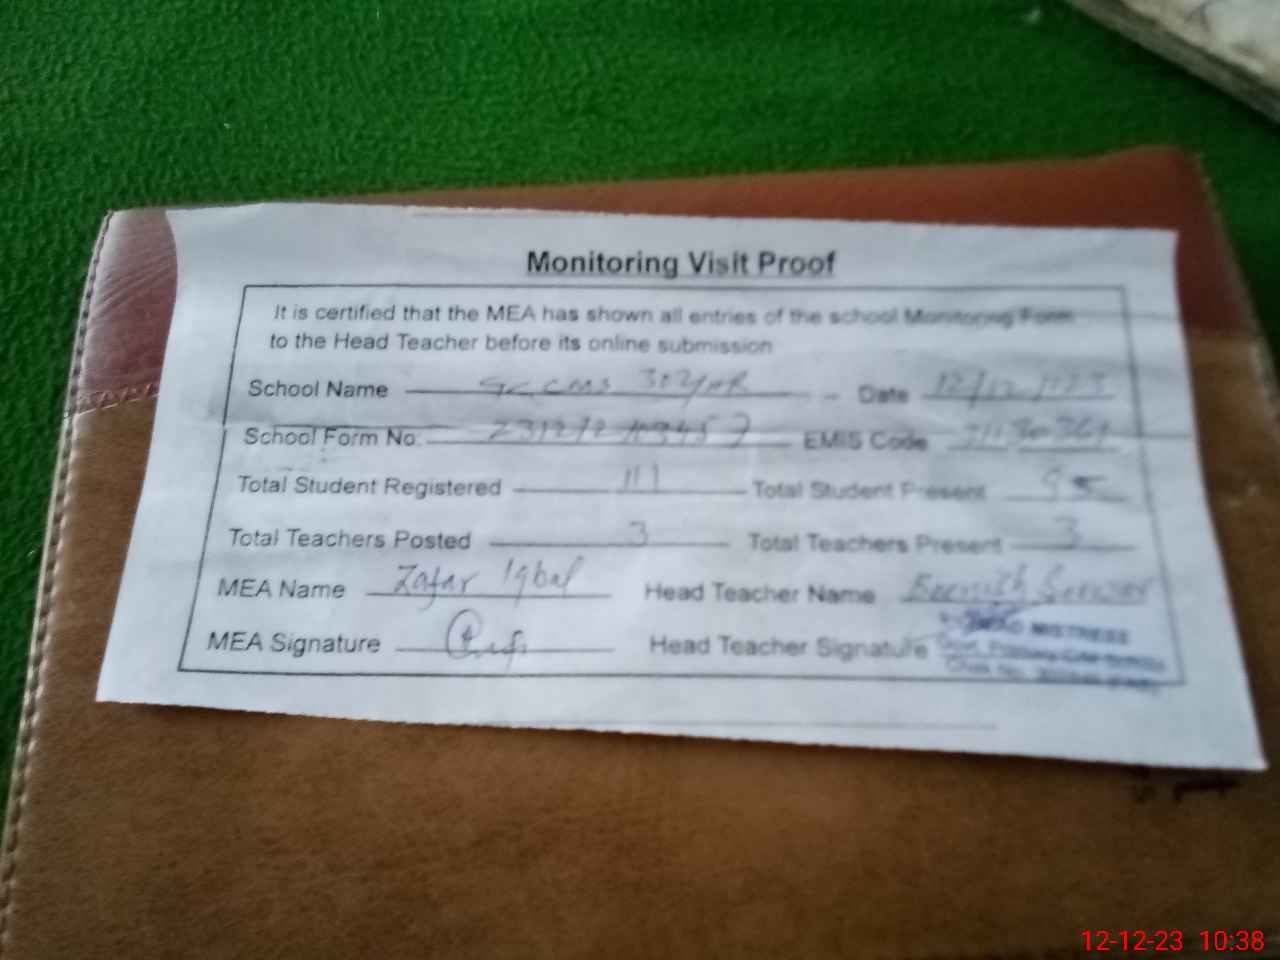 Monitoring Visit Proof
It is certified that the MEA has shown all entries of the school Monitoring Form
to the Head Teacher before its online submission
School Name Date 12/12
School Form No: EMIS Code
Total Student Registered 111 Total Student Present 95
Total Teachers Posted 3 Total Teachers Present 3
MEA Name Zafar Iqbal Head Teacher Name
MEA Signature Head Teacher Signature
HEAD MISTRESS
12-12-23 10:38